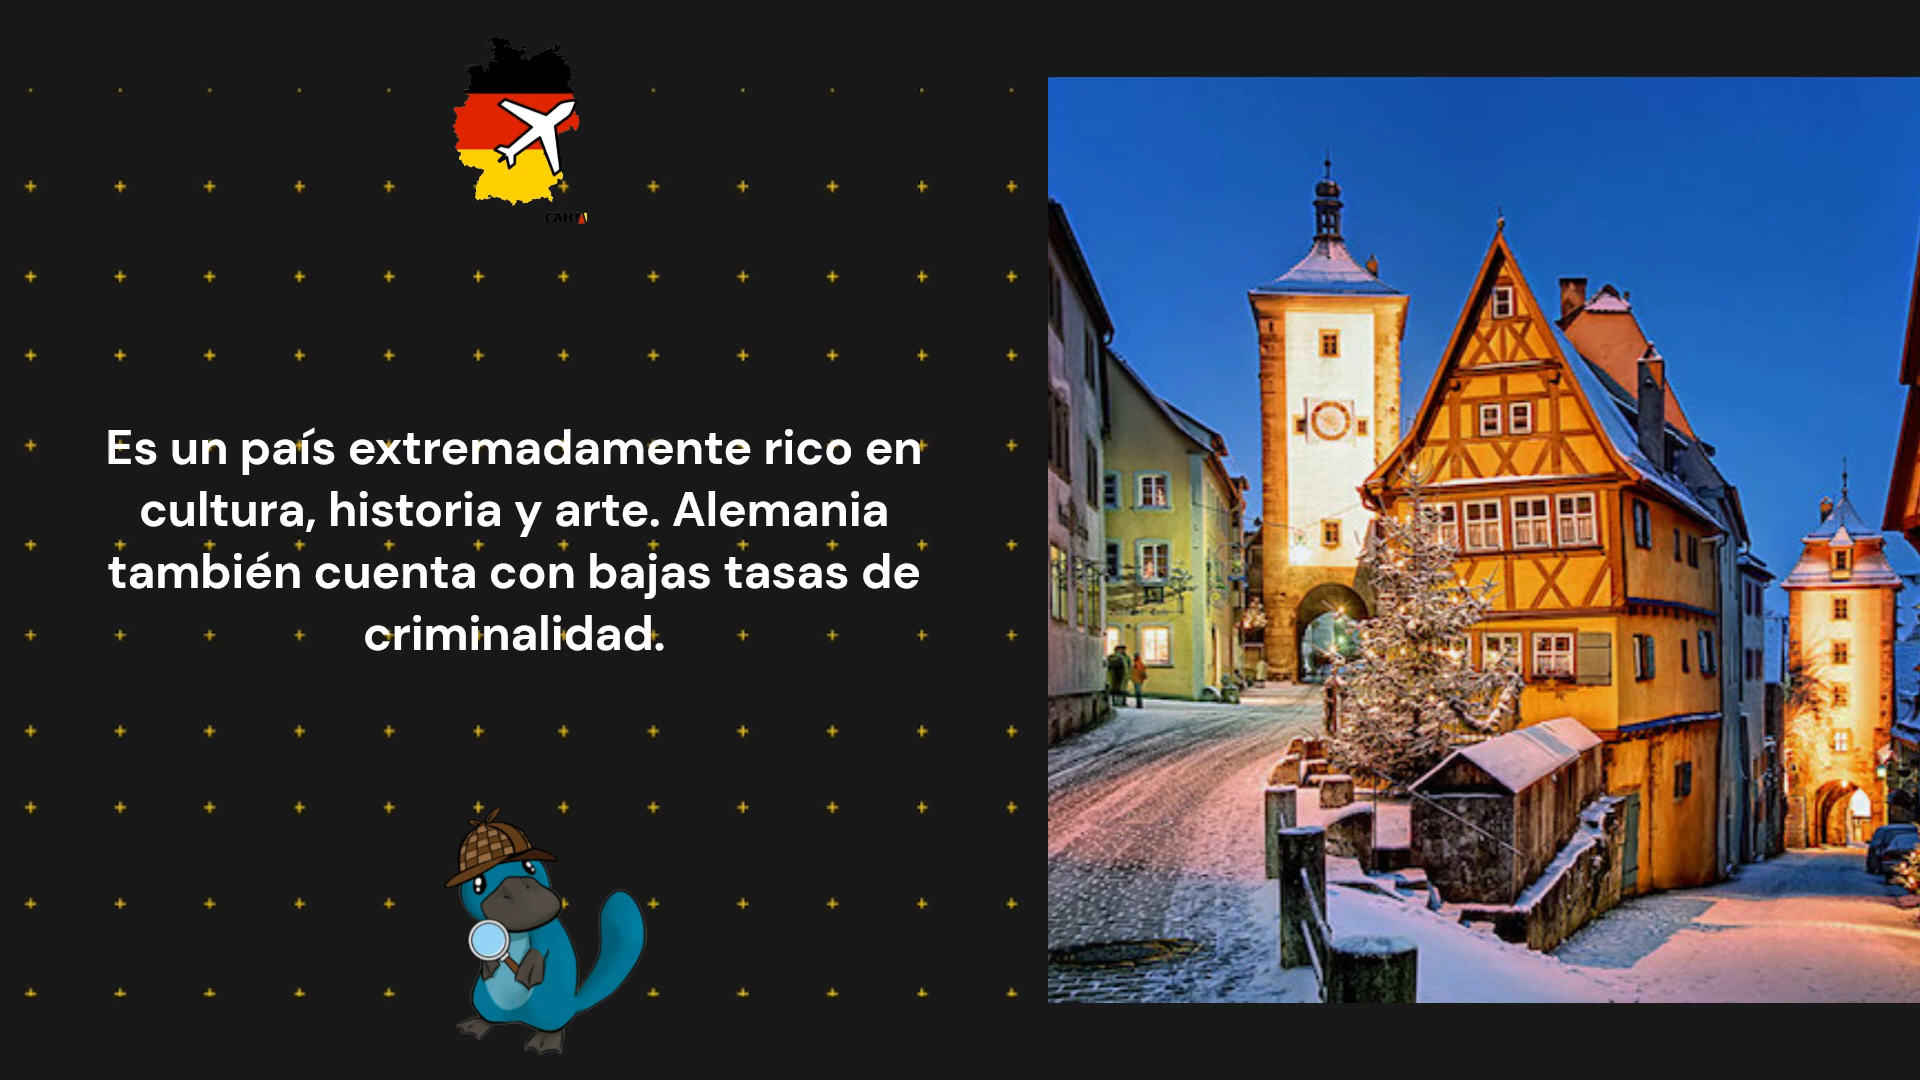 Es un país extremadamente rico en
cultura, historia y arte. Alemania
también cuenta con bajas tasas de
criminalidad.